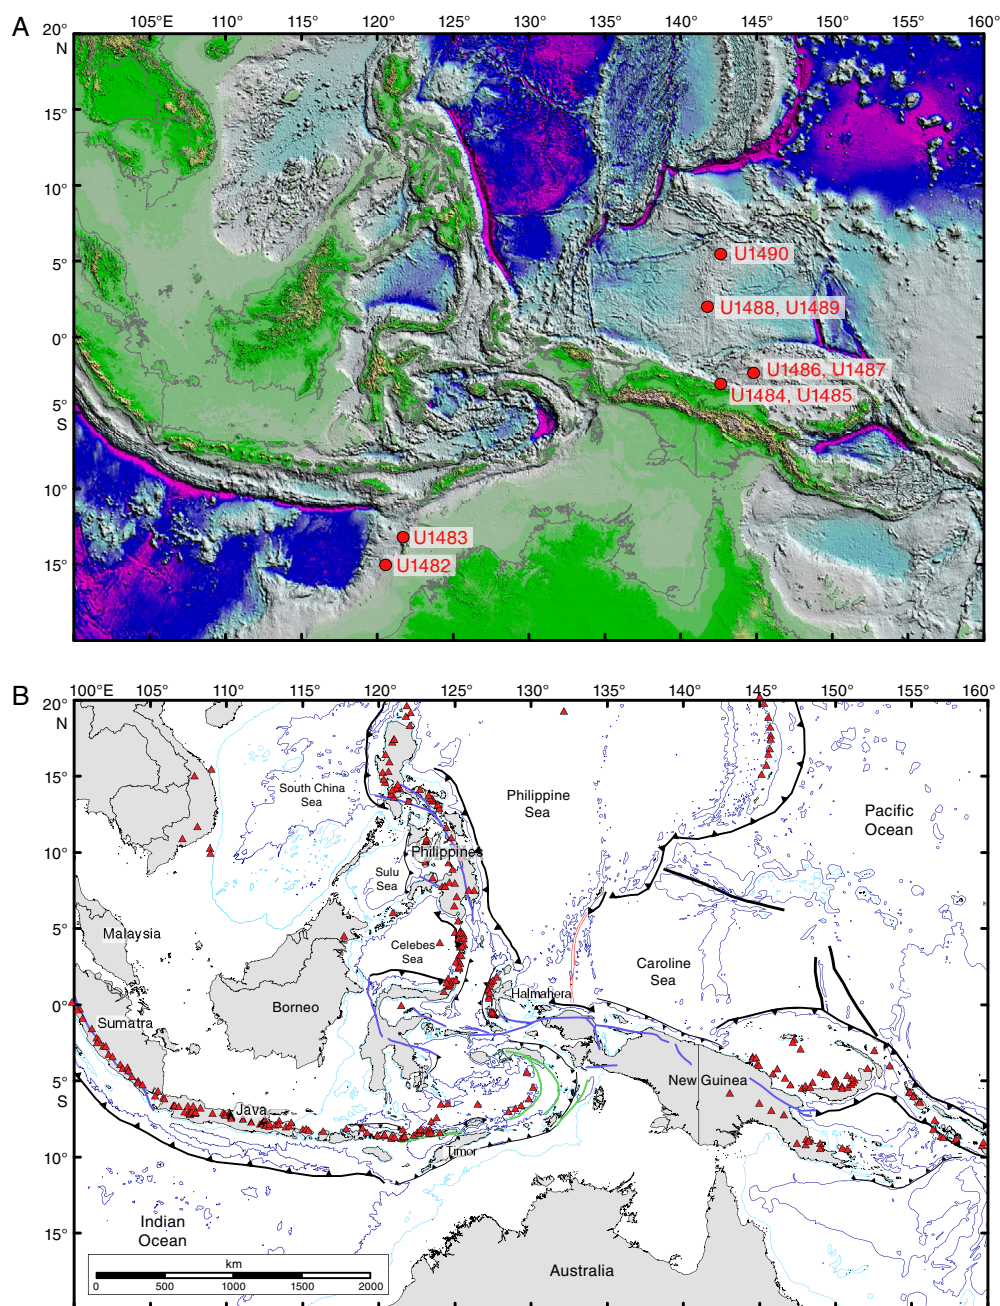 A
105°E 110° 115° 120° 125° 130° 135° 140° 145° 150° 155° 160°
20°
N
15°
10°
5°
U1490
U1488, U1489
0°
U1486, U1487
U1484, U1485
5°
S
10°
U1483
U1482
15°
B
100°E 105° 110° 115° 120° 125° 130° 135° 140° 145° 150° 155° 160°
20°
N
15°
South China
Sea
Philippine
Sea
Pacific
Ocean
10°
Philippines
Sulu
Sea
5°
Malaysia
Celebes
Sea
Caroline
Sea
Halmahera
0°
Borneo
Sumatra
5°
S
New Guinea
Java
10°
Timor
Indian
Ocean
15°
Australia
km
0 500 1000 1500 2000